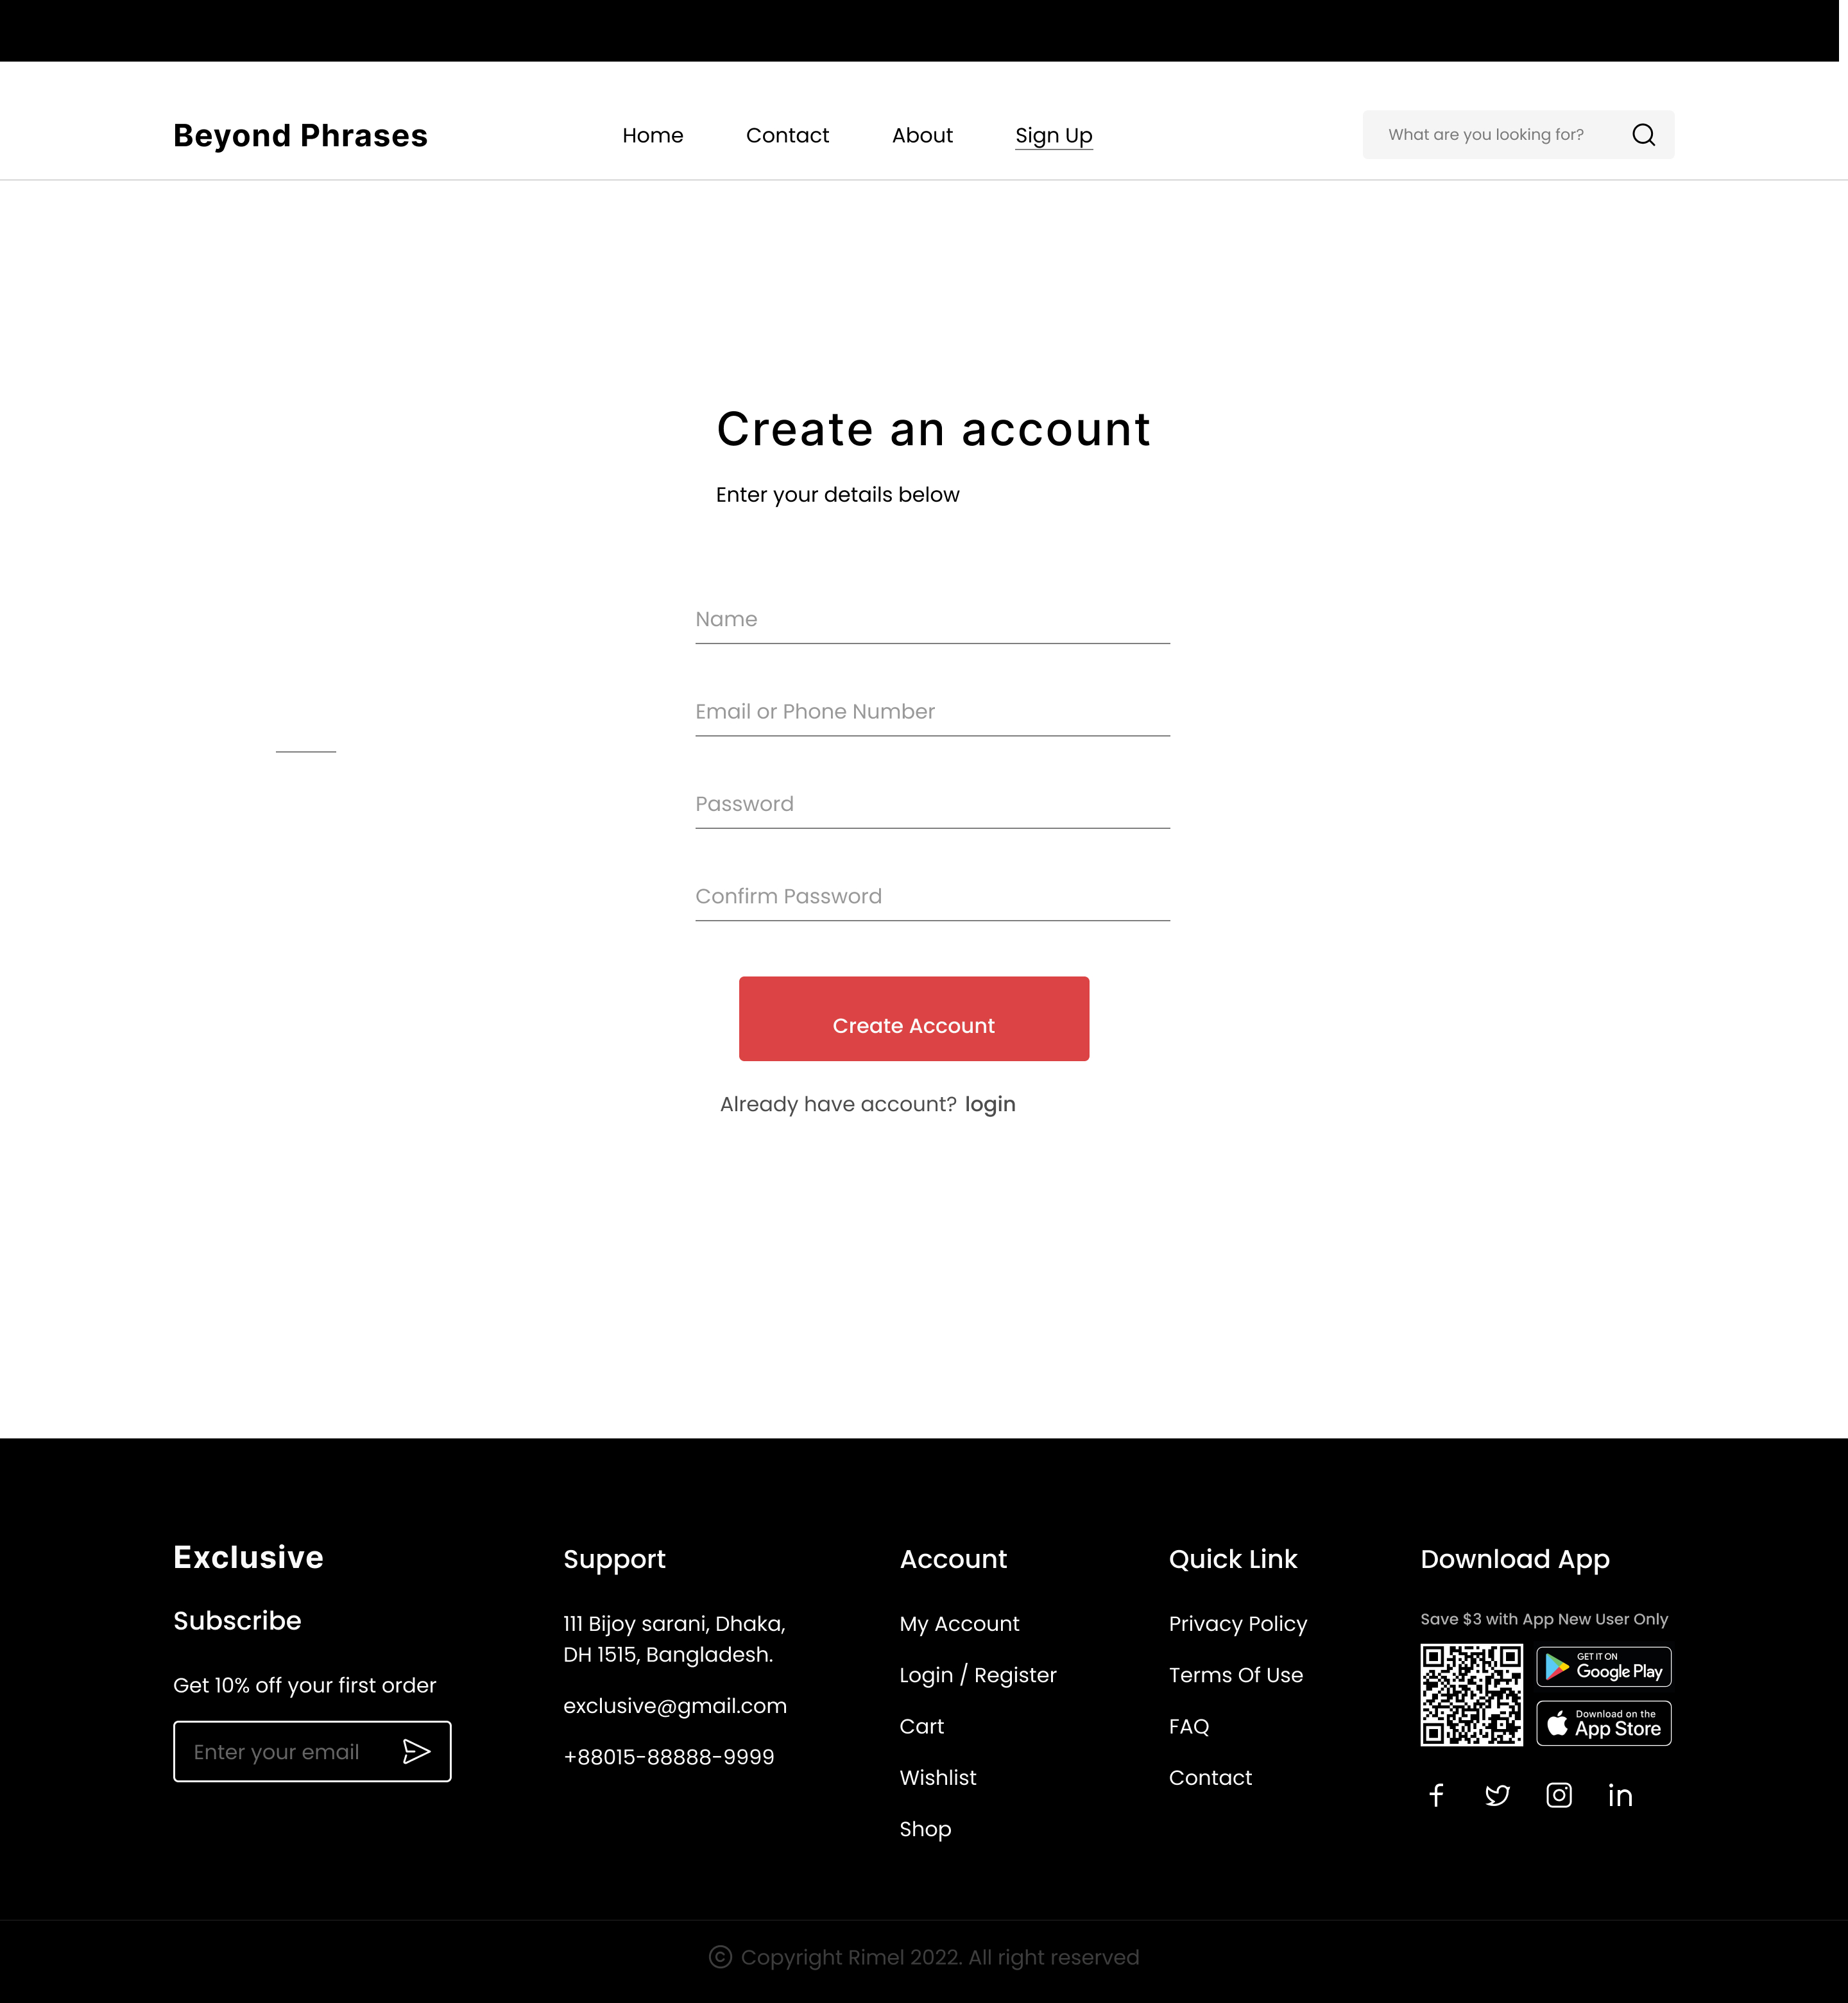 Beyond Phrases
Home
Contact
About
Sign Up
What are you looking for?
Create an account
Enter your details below
Name
Email or Phone Number
Password
Confirm Password
Create Account
Already have account? login
Exclusive
Subscribe
Get 10% off your first order
Enter your email
Support
111 Bijoy sarani, Dhaka,
DH 1515, Bangladesh.
exclusive@gmail.com
+88015-88888-9999
Account
My Account
Login / Register
Cart
Wishlist
Shop
Quick Link
Privacy Policy
Terms Of Use
FAQ
Contact
Download App
Save $3 with App New User Only
GET IT ON
Google Play
Download on the
App Store
in
© Copyright Rimel 2022. All right reserved